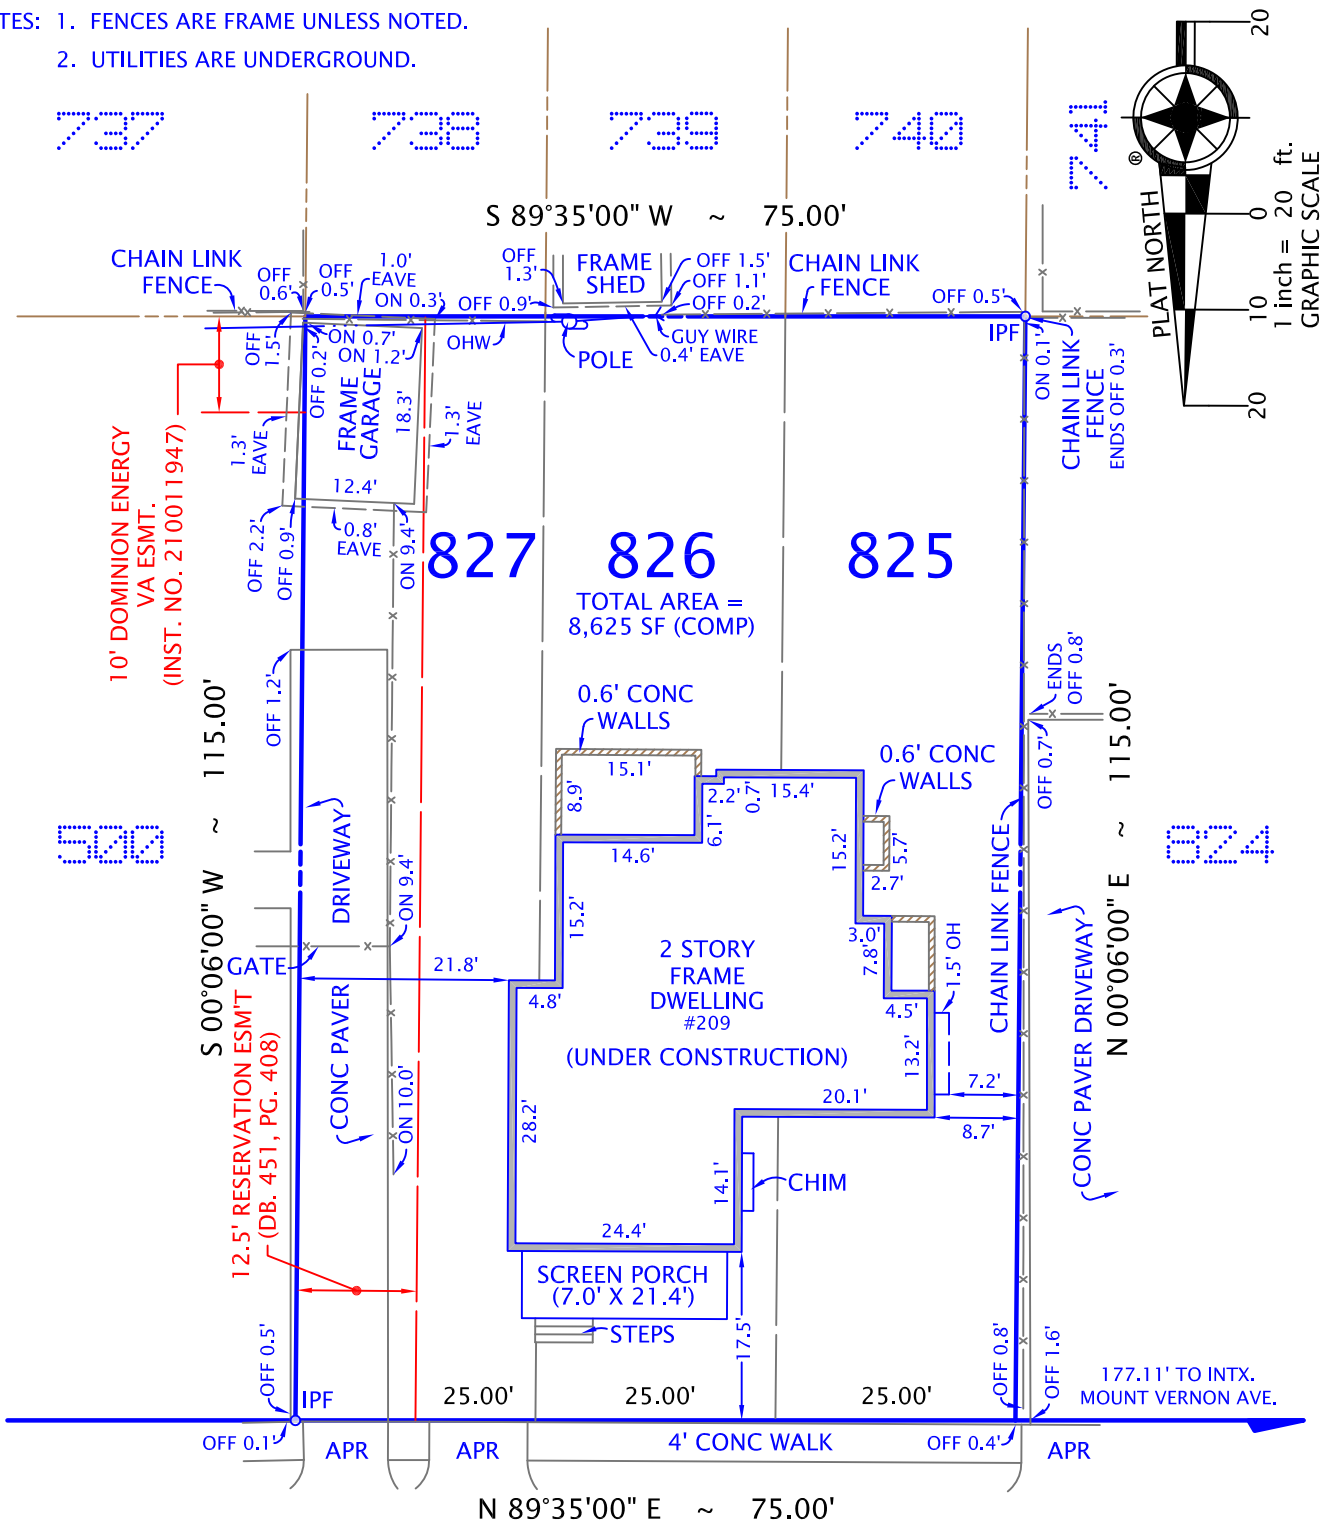 TES: 1. FENCES ARE FRAME UNLESS NOTED.
2. UTILITIES ARE UNDERGROUND.
737
738
739
740
741
20
10
0
10
20
1 inch = 20 ft.
GRAPHIC SCALE
PLAT NORTH
®
S 89°35'00" W ~ 75.00'
CHAIN LINK
FENCE
OFF
0.6'
OFF
0.5'
1.0'
EAVE
ON 0.3'
OFF 0.9'
OFF
1.3'
FRAME
SHED
OFF 1.5'
OFF 1.1'
OFF 0.2'
CHAIN LINK
FENCE
OFF 0.5'
IPF
OFF
1.5'
OFF 0.2'
ON 0.7'
ON 1.2'
OHW
POLE
GUY WIRE
0.4' EAVE
ON 0.1'
CHAIN LINK
FENCE
ENDS OFF 0.3'
FRAME
GARAGE
18.3'
12.4'
1.3'
EAVE
1.3'
EAVE
0.8'
EAVE
OFF 2.2'
OFF 0.9'
ON 9.4'
10' DOMINION ENERGY
VA ESMT.
(INST. NO. 210011947)
827
826
825
TOTAL AREA =
8,625 SF (COMP)
OFF 1.2'
S 00°06'00" W ~ 115.00'
500
0.6' CONC
WALLS
15.1'
8.9'
14.6'
6.1'
2.2'
0.7'
15.4'
0.6' CONC
WALLS
15.2'
5.7'
2.7'
ENDS
OFF 0.8'
OFF 0.7'
N 00°06'00" E ~ 115.00'
824
DRIVEWAY
CONC PAVER
ON 9.4'
GATE
21.8'
15.2'
4.8'
2 STORY
FRAME
DWELLING
#209
(UNDER CONSTRUCTION)
3.0'
7.8'
4.5'
1.5' OH
13.2'
20.1'
7.2'
8.7'
CHAIN LINK FENCE
CONC PAVER DRIVEWAY
12.5' RESERVATION ESM'T
(DB. 451, PG. 408)
ON 10.0'
28.2'
14.1'
CHIM
24.4'
SCREEN PORCH
(7.0' X 21.4')
STEPS
17.5'
OFF 0.5'
IPF
25.00'
25.00'
25.00'
OFF 0.8'
OFF 1.6'
177.11' TO INTX.
MOUNT VERNON AVE.
OFF 0.1'
APR
APR
4' CONC WALK
OFF 0.4'
APR
N 89°35'00" E ~ 75.00'